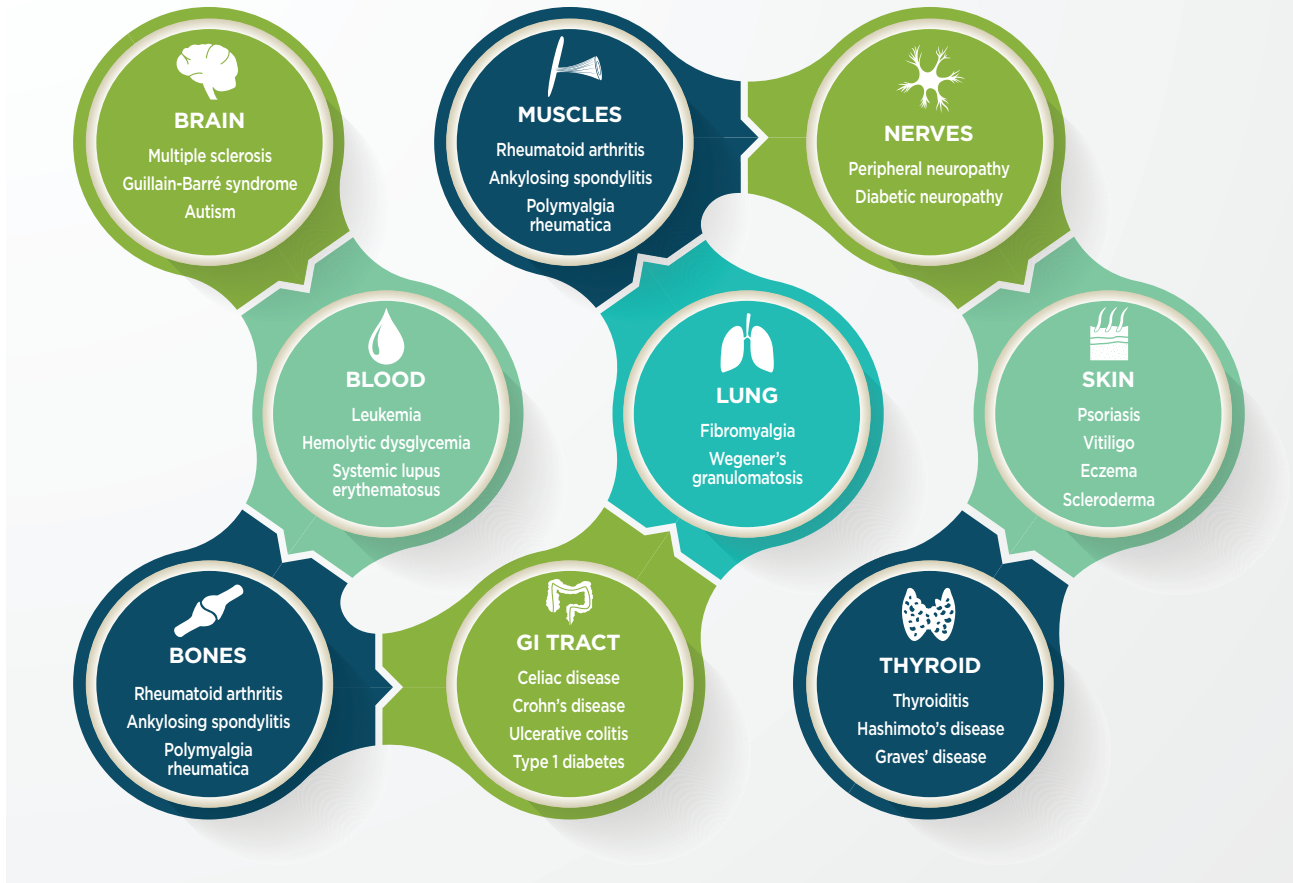 BRAIN
Multiple sclerosis
Guillain-Barré syndrome
Autism
MUSCLES
Rheumatoid arthritis
Ankylosing spondylitis
Polymyalgia
rheumatica
NERVES
Peripheral neuropathy
Diabetic neuropathy
BLOOD
Leukemia
Hemolytic dysglycemia
Systemic lupus
erythematosus
LUNG
Fibromyalgia
Wegener’s
granulomatosis
SKIN
Psoriasis
Vitiligo
Eczema
Scleroderma
BONES
Rheumatoid arthritis
Ankylosing spondylitis
Polymyalgia
rheumatica
GI TRACT
Celiac disease
Crohn’s disease
Ulcerative colitis
Type 1 diabetes
THYROID
Thyroiditis
Hashimoto’s disease
Graves’ disease